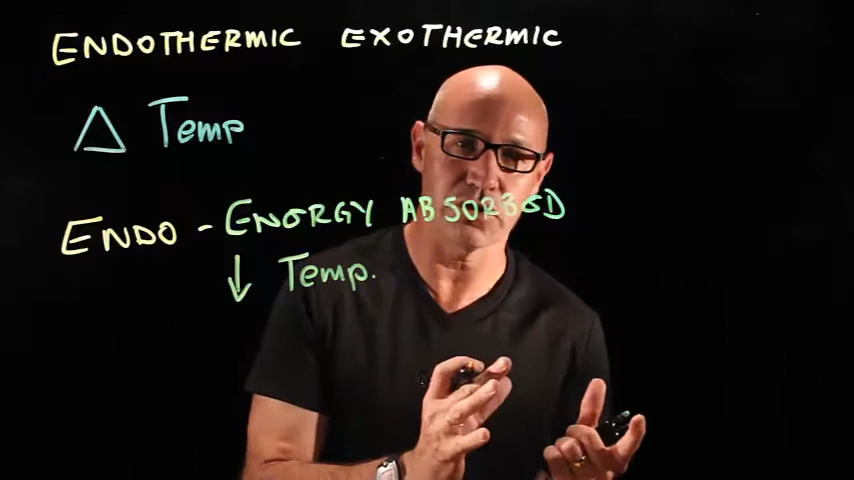 ENDOTHERMIC EXOTHERMIC
△ Temp
ENDO - ENERGY ABSORBED
↓ Temp.